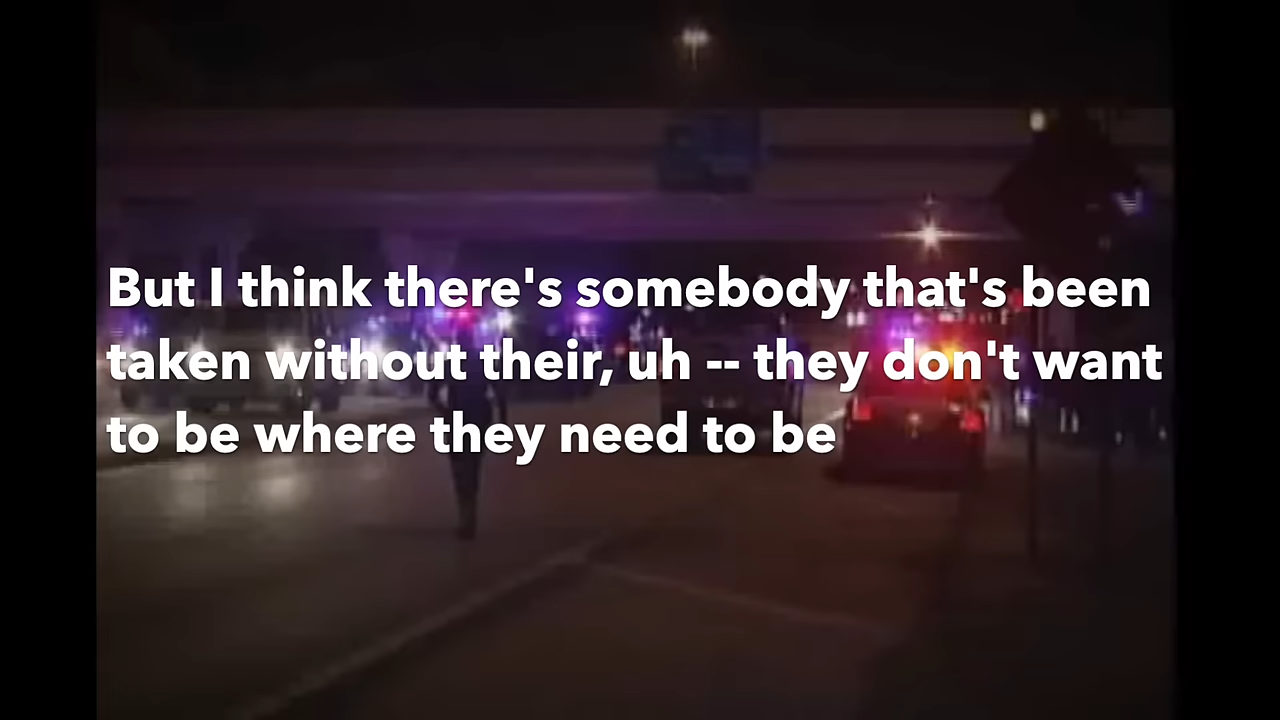 But I think there's somebody that's been
taken without their, uh -- they don't want
to be where they need to be